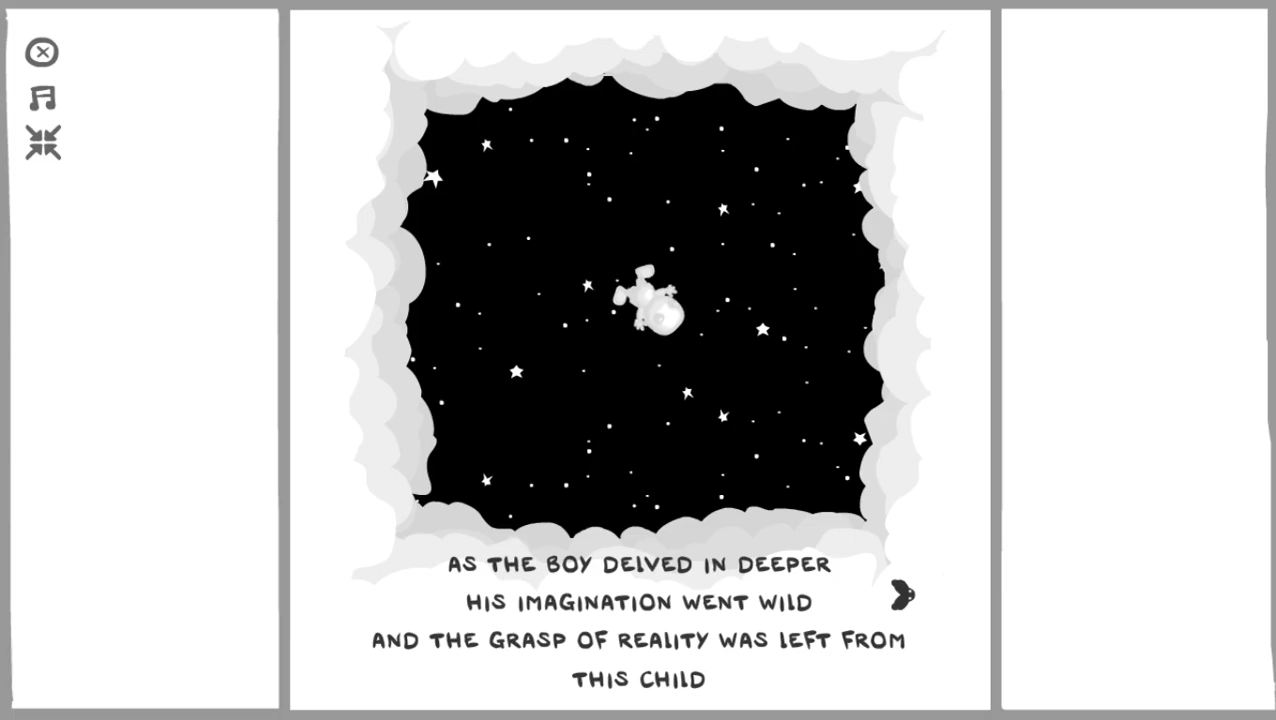 AS THE BOY DELVED IN DEEPER
HIS IMAGINATION WENT WILD
AND THE GRASP OF REALITY WAS LEFT FROM
THIS CHILD